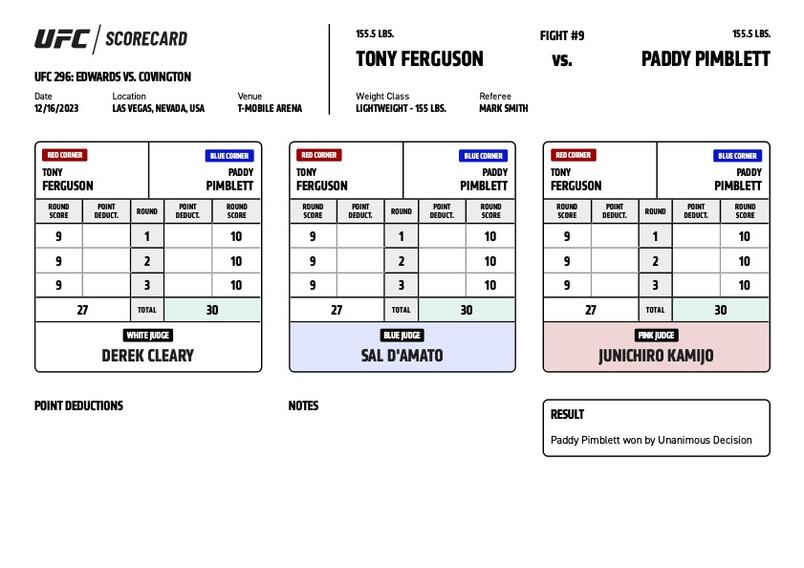 UFC / SCORECARD
UFC 296: EDWARDS VS. COVINGTON
Date Location Venue
12/16/2023 LAS VEGAS, NEVADA, USA T-MOBILE ARENA
155.5 LBS. FIGHT #9 155.5 LBS.
TONY FERGUSON VS. PADDY PIMBLETT
Weight Class Referee
LIGHTWEIGHT - 155 LBS. MARK SMITH
RED CORNER BLUE CORNER
TONY FERGUSON PADDY PIMBLETT
ROUND SCORE POINT DEDUCT. ROUND POINT DEDUCT. ROUND SCORE
9 1 10
9 2 10
9 3 10
27 TOTAL 30
WHITE JUDGE
DEREK CLEARY
RED CORNER BLUE CORNER
TONY FERGUSON PADDY PIMBLETT
ROUND SCORE POINT DEDUCT. ROUND POINT DEDUCT. ROUND SCORE
9 1 10
9 2 10
9 3 10
27 TOTAL 30
BLUE JUDGE
SAL D'AMATO
RED CORNER BLUE CORNER
TONY FERGUSON PADDY PIMBLETT
ROUND SCORE POINT DEDUCT. ROUND POINT DEDUCT. ROUND SCORE
9 1 10
9 2 10
9 3 10
27 TOTAL 30
PINK JUDGE
JUNICHIRO KAMIJO
POINT DEDUCTIONS
NOTES
RESULT
Paddy Pimblett won by Unanimous Decision